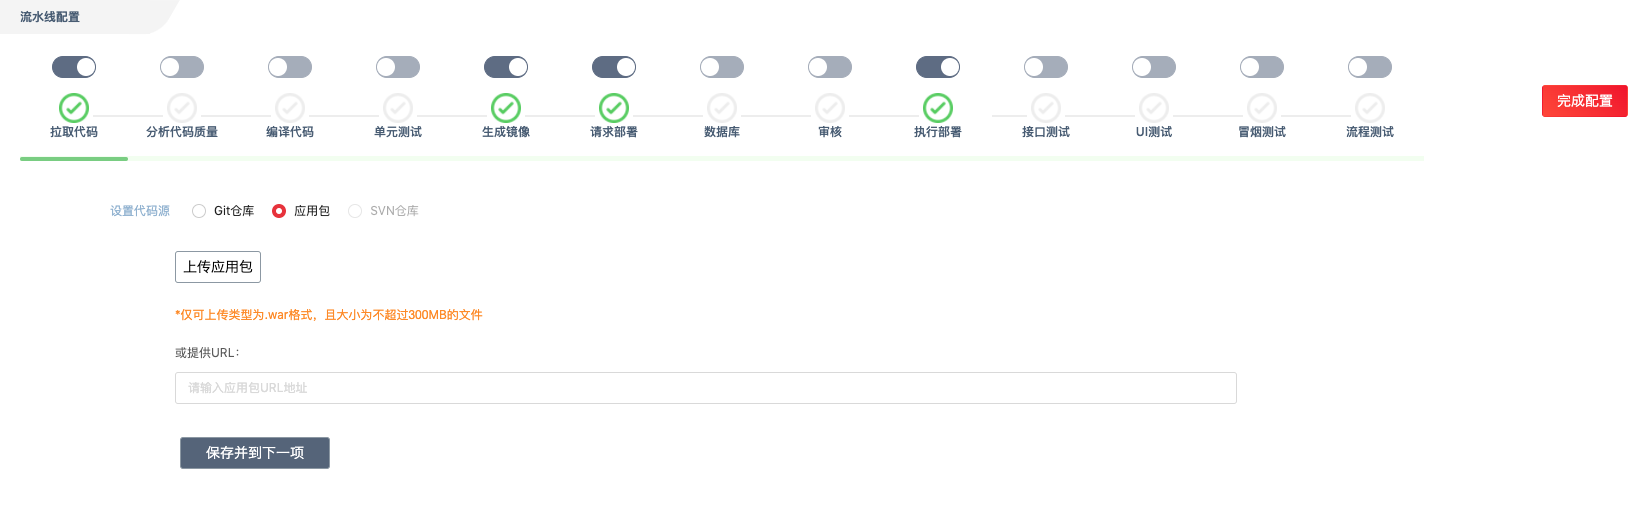 流水线配置
拉取代码 分析代码质量 编译代码 单元测试 生成镜像 请求部署 数据库 审核 执行部署 接口测试 UI测试 冒烟测试 流程测试
完成配置
设置代码源 Git仓库 应用包 SVN仓库
上传应用包
*仅可上传类型为.war格式，且大小为不超过300MB的文件
或提供URL：
请输入应用包URL地址
保存并到下一项